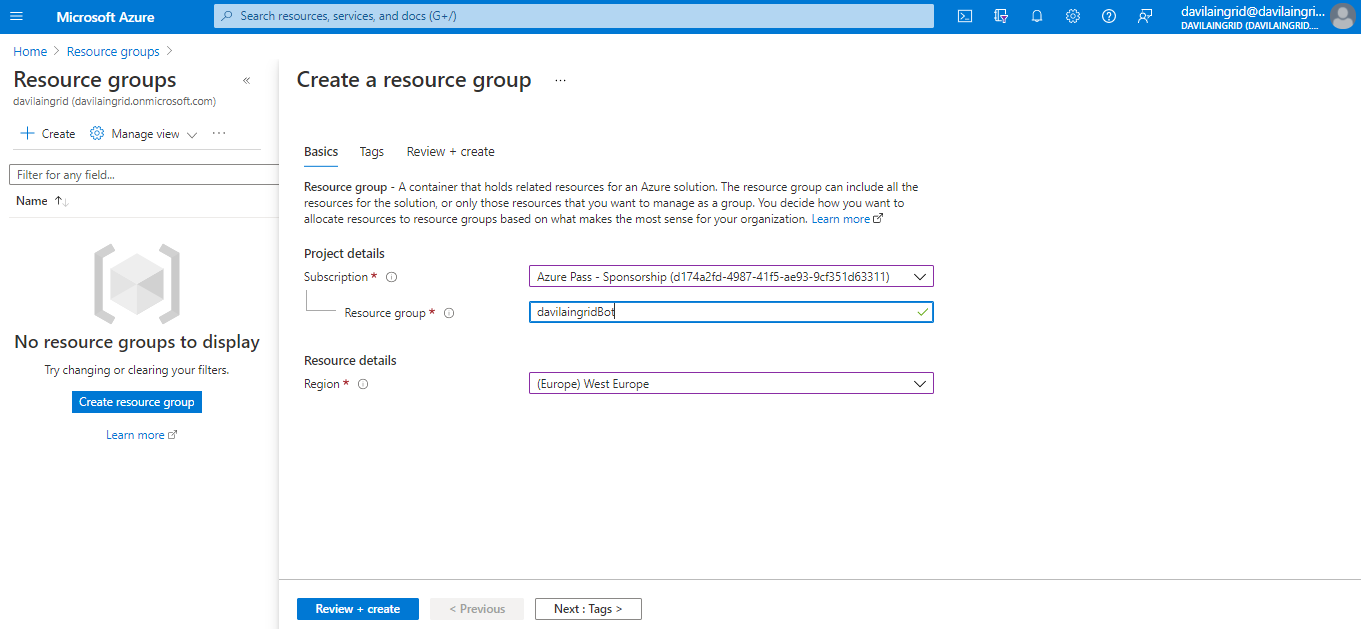 Microsoft Azure
Search resources, services, and docs (G+/)
davilaingrid@davilaingri...
DAVILAINGRID (DAVILAINGRID....
Home > Resource groups >
Resource groups
«
davilaingrid (davilaingrid.onmicrosoft.com)
+ Create
Manage view
...
Filter for any field...
Name ↑↓
No resource groups to display
Try changing or clearing your filters.
Create resource group
Learn more
Create a resource group ...
Basics
Tags
Review + create
Resource group - A container that holds related resources for an Azure solution. The resource group can include all the
resources for the solution, or only those resources that you want to manage as a group. You decide how you want to
allocate resources to resource groups based on what makes the most sense for your organization. Learn more
Project details
Subscription *
Azure Pass - Sponsorship (d174a2fd-4987-41f5-ae93-9cf351d63311)
Resource group *
davilaingridBot
Resource details
Region *
(Europe) West Europe
Review + create
< Previous
Next : Tags >